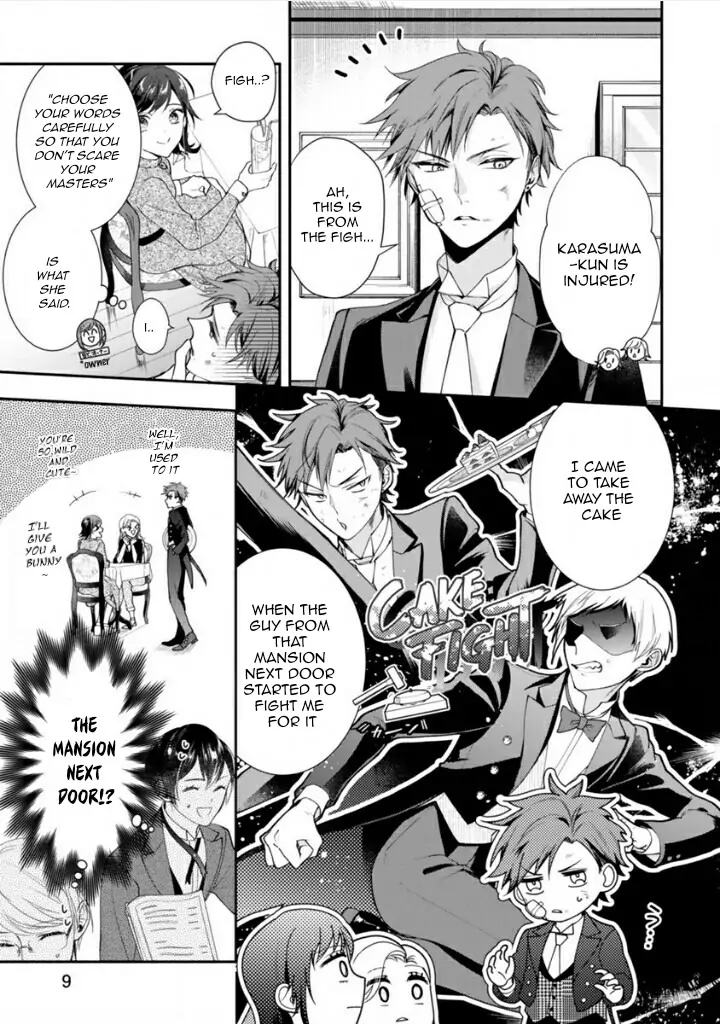 KARASUMA
-KUN IS
INJURED!
AH,
THIS IS
FROM
THE FIGH...
FIGH..?
"CHOOSE
YOUR WORDS
CAREFULLY
SO THAT YOU
DON'T SCARE
YOUR
MASTERS"
IS
WHAT
SHE
SAID.
*owner
I..
I CAME
TO TAKE
AWAY THE
CAKE
CAKE
FIGHT
WHEN THE
GUY FROM
THAT
MANSION
NEXT DOOR
STARTED TO
FIGHT ME
FOR IT
WELL,
I'M
USED
TO IT
YOU'RE
SO WILD
AND
CUTE~
I'LL
GIVE
YOU A
BUNNY
~
THE
MANSION
NEXT
DOOR!?
9